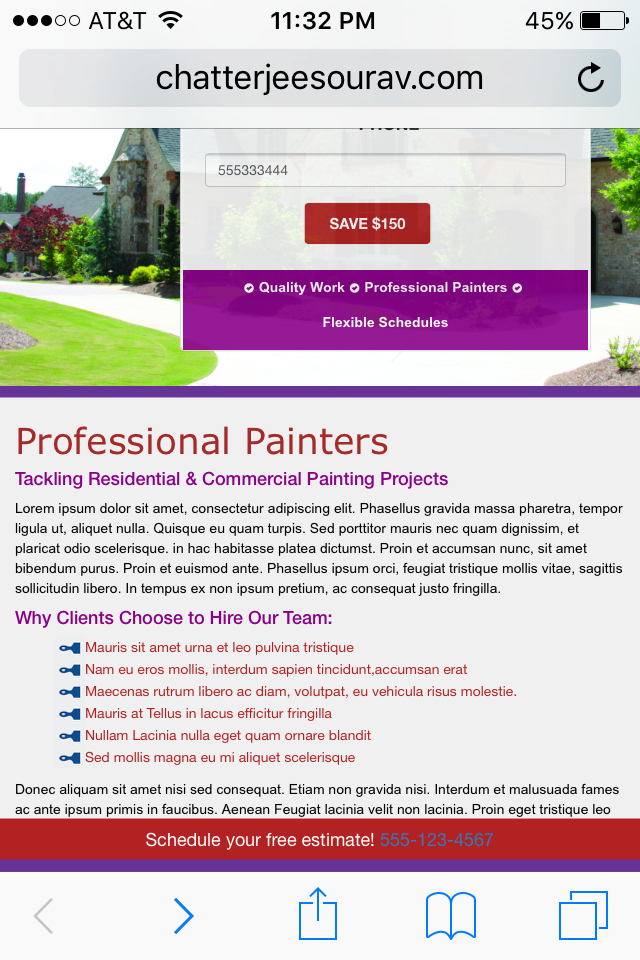 AT&T 11:32 PM 45%
chatterjeesourav.com
PHONE
555333444
SAVE $150
Quality Work Professional Painters
Flexible Schedules
Professional Painters
Tackling Residential & Commercial Painting Projects
Lorem ipsum dolor sit amet, consectetur adipiscing elit. Phasellus gravida massa pharetra, tempor
ligula ut, aliquet nulla. Quisque eu quam turpis. Sed porttitor mauris nec quam dignissim, et
placerat odio scelerisque. in hac habitasse platea dictumst. Proin et accumsan nunc, sit amet
bibendum purus. Proin et euismod ante. Phasellus ipsum orci, feugiat tristique mollis vitae, sagittis
sollicitudin libero. In tempus ex non ipsum pretium, ac consequat justo fringilla.
Why Clients Choose to Hire Our Team:
Mauris sit amet urna et leo pulvina tristique
Nam eu eros mollis, interdum sapien tincidunt,accumsan erat
Maecenas rutrum libero ac diam, volutpat, eu vehicula risus molestie.
Mauris at Tellus in lacus efficitur fringilla
Nullam Lacinia nulla eget quam ornare blandit
Sed mollis magna eu mi aliquet scelerisque
Donec aliquam sit amet nisi sed consequat. Etiam non gravida nisi. Interdum et malusuada fames
ac ante ipsum primis in faucibus. Aenean Feugiat lacinia velit non lacinia. Proin eget tristique leo
Schedule your free estimate! 555-123-4567